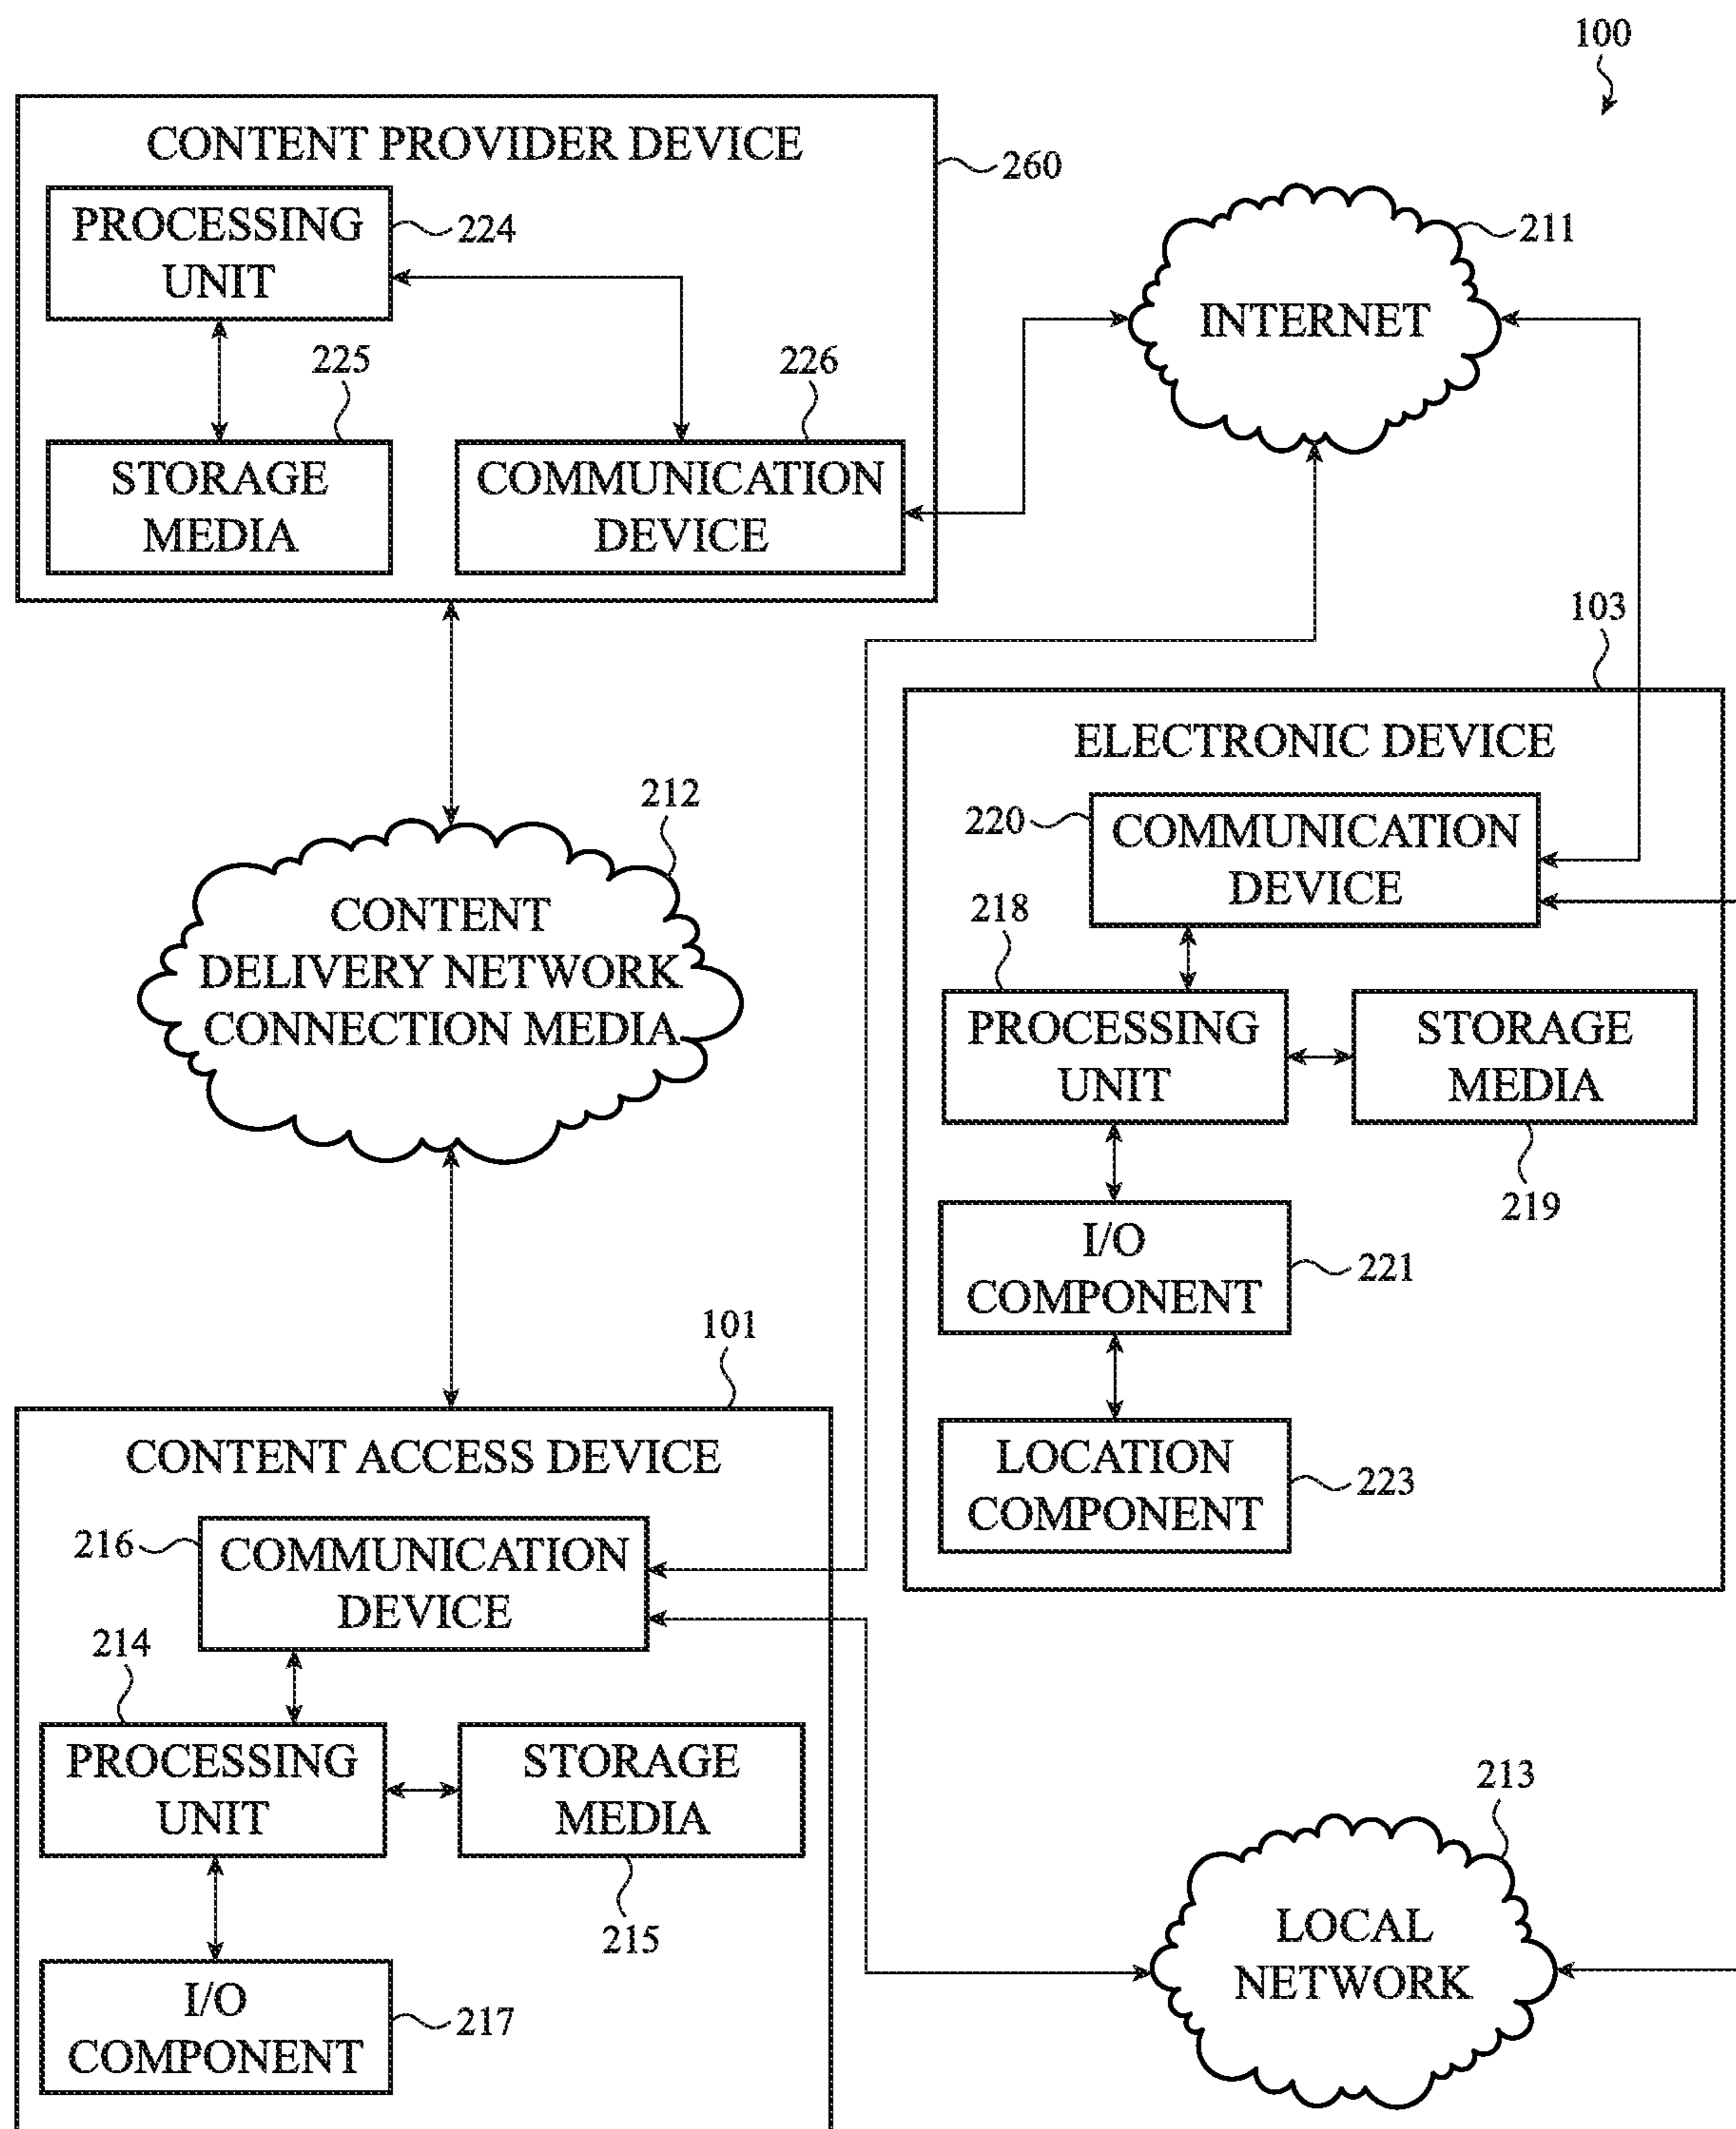 100
CONTENT PROVIDER DEVICE
260
PROCESSING
UNIT
224
225
STORAGE
MEDIA
226
COMMUNICATION
DEVICE
211
INTERNET
212
CONTENT
DELIVERY NETWORK
CONNECTION MEDIA
103
ELECTRONIC DEVICE
220
COMMUNICATION
DEVICE
218
PROCESSING
UNIT
STORAGE
MEDIA
219
I/O
COMPONENT
221
LOCATION
COMPONENT
223
101
CONTENT ACCESS DEVICE
216
COMMUNICATION
DEVICE
214
PROCESSING
UNIT
STORAGE
MEDIA
215
I/O
COMPONENT
217
213
LOCAL
NETWORK